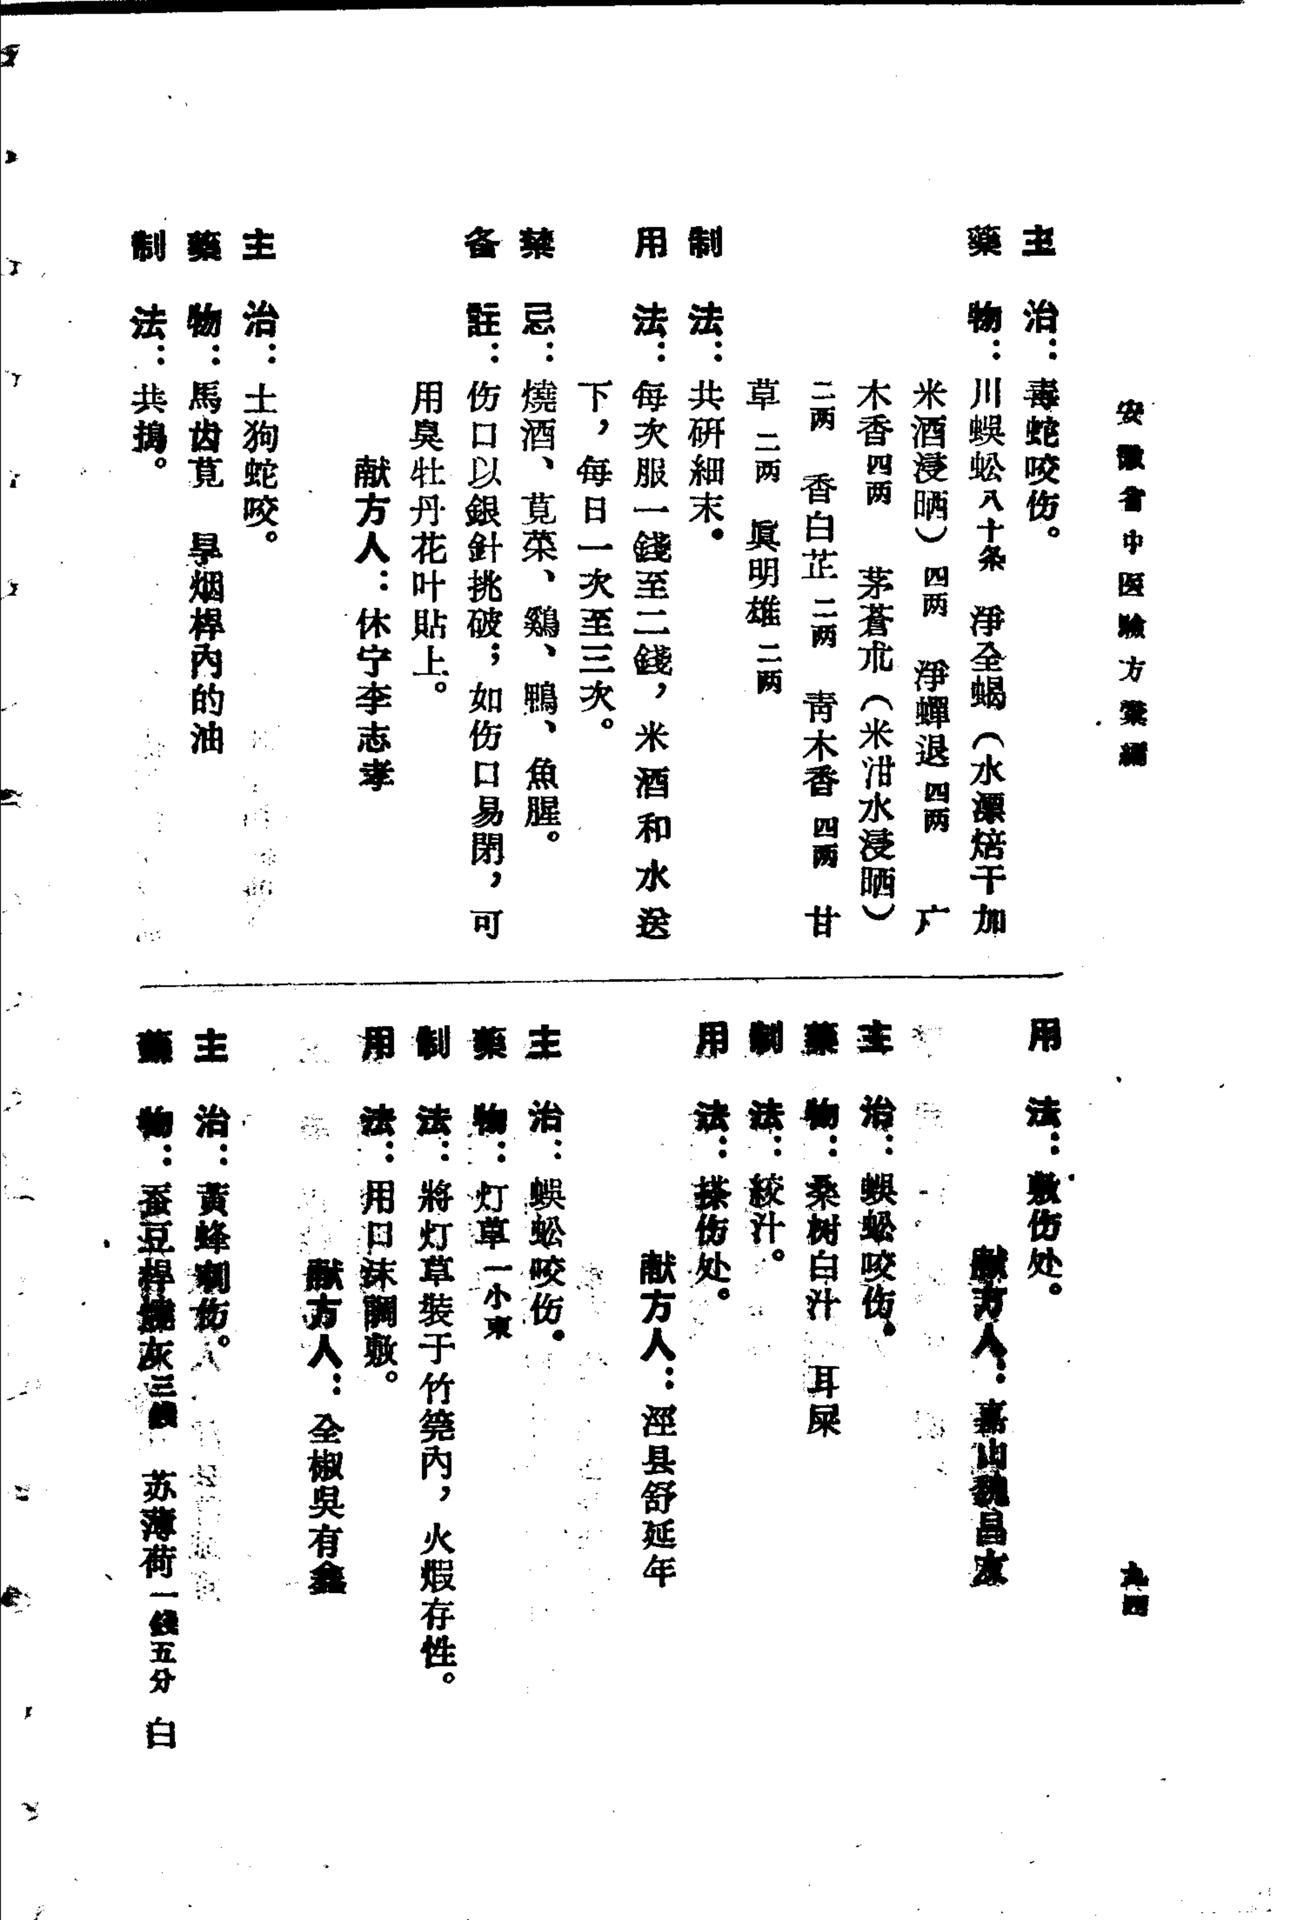 安徽省中医驗方彙編
九四
主治：毒蛇咬伤。
藥物：川蜈蚣八十条　淨全蝎（水漂焙干加
米酒浸晒）四两　淨蟬退四两　广
木香四两　茅蒼朮（米泔水浸晒）
二两　香白芷二两　靑木香四两　甘
草二两　眞明雄二两
制法：共研細末。
用法：每次服一錢至二錢，米酒和水送
下，每日一次至三次。
禁忌：燒酒、莧菜、鷄、鴨、魚腥。
备註：伤口以銀針挑破；如伤口易閉，可
用臭牡丹花叶貼上。
献方人：休宁李志孝
主治：土狗蛇咬。
藥物：馬齿莧　旱烟桿內的油
制法：共搗。
用法：敷伤处。
献方人：嘉山魏昌
主治：蜈蚣咬伤。
藥物：桑树白汁　耳屎
制法：絞汁。
用法：搽伤处。
献方人：涇县舒延年
主治：蜈蚣咬伤。
藥物：灯草一小束
制法：將灯草裝于竹筦內，火煆存性。
用法：用口沫調敷。
献方人：全椒吳有鑫
主治：黃蜂刺伤。
藥物：蚕豆桿燒灰三錢　苏薄荷一錢五分　白